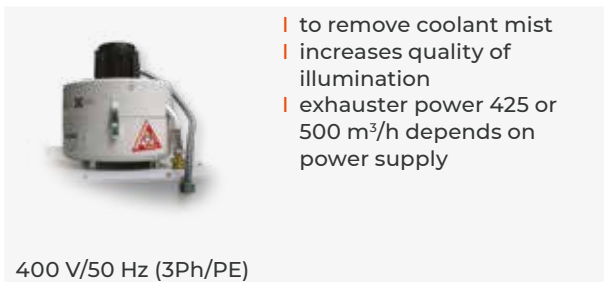 I to remove coolant mist
I increases quality of
illumination
I exhauster power 425 or
500 m³/h depends on
power supply
400 V/50 Hz (3Ph/PE)